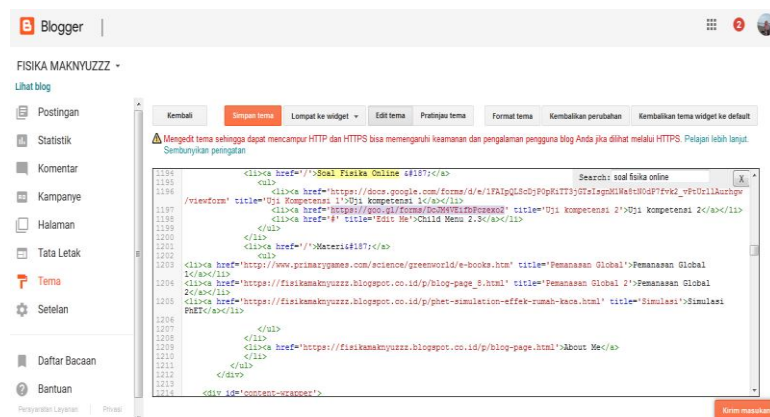 Blogger
2
FISIKA MAKNYUZZZ
Lihat blog
Postingan
Statistik
Komentar
Kampanye
Halaman
Tata Letak
Tema
Setelan
Daftar Bacaan
Bantuan
Persyaratan Layanan Privasi
Kembali Simpan tema Lompat ke widget Edit tema Pratinjau tema Format tema Kembalikan perubahan Kembalikan tema widget ke default
Mengedit tema sehingga dapat mencampur HTTP dan HTTPS bisa memengaruhi keamanan dan pengalaman pengguna blog Anda jika dilihat melalui HTTPS. Pelajari lebih lanjut.
Sembunyikan peringatan
Search: soal fisika online X
1194 <li><a href='/'>Soal Fisika Online &#187;</a>
1195 <ul>
1196 <li><a href='https://docs.google.com/forms/d/e/
/viewform' title='Uji Kompetensi 1'>Uji kompetensi 1</a></li>
1197 <li><a href='https://goo.gl/forms/ title='Uji kompetensi 2'>Uji kompetensi 2</a></li>
1198 <li><a href='#' title='Edit Me'>Child Menu 2.3</a></li>
1199 </ul>
1200 </li>
1201 <li><a href='/'>Materi&#187;</a>
1202 <ul>
1203 <li><a href='http://www.primarygames.com/science/greenworld/e-books.htm' title='Pemanasan Global'>Pemanasan Global
1</a></li>
1204 <li><a href='https://fisikamaknyuzzz.blogspot.co.id/p/blog-page_8.html' title='Pemanasan Global 2'>Pemanasan Global
2</a></li>
1205 <li><a href='https://fisikamaknyuzzz.blogspot.co.id/p/phet-simulation-effek-rumah-kaca.html' title='Simulasi'>Simulasi
PhET</a></li>
1206
1207 </ul>
1208 </li>
1209 <li><a href='https://fisikamaknyuzzz.blogspot.co.id/p/blog-page.html'>About Me</a>
1210 </li>
1211 </ul>
1212 </div>
1213
1214 <div id='content-wrapper'>
Kirim masukan